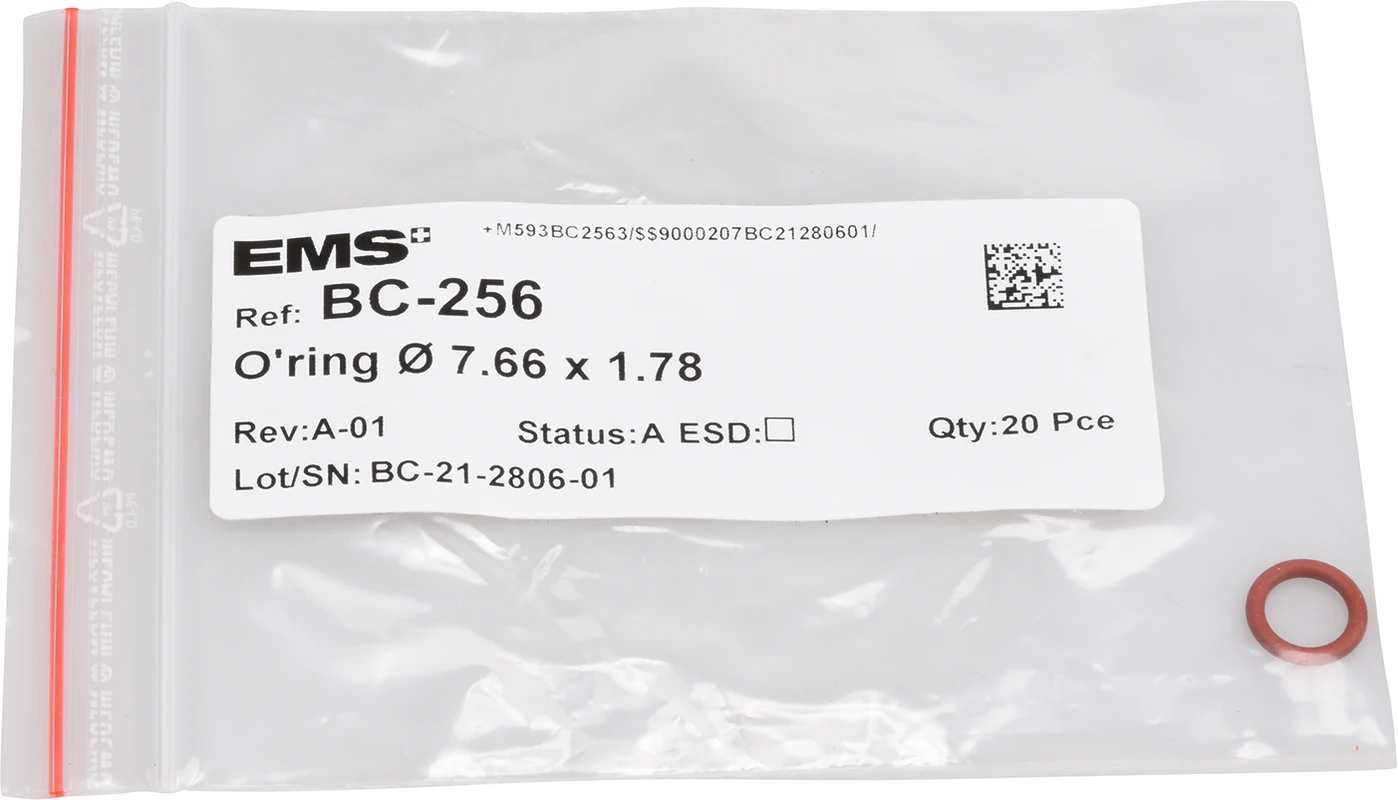 EMS
+M593BC2563/$$9000207BC21280601/
Ref: BC-256
O'ring Ø 7.66 x 1.78
Rev:A-01 Status:A ESD:☐ Qty:20 Pce
Lot/SN: BC-21-2806-01